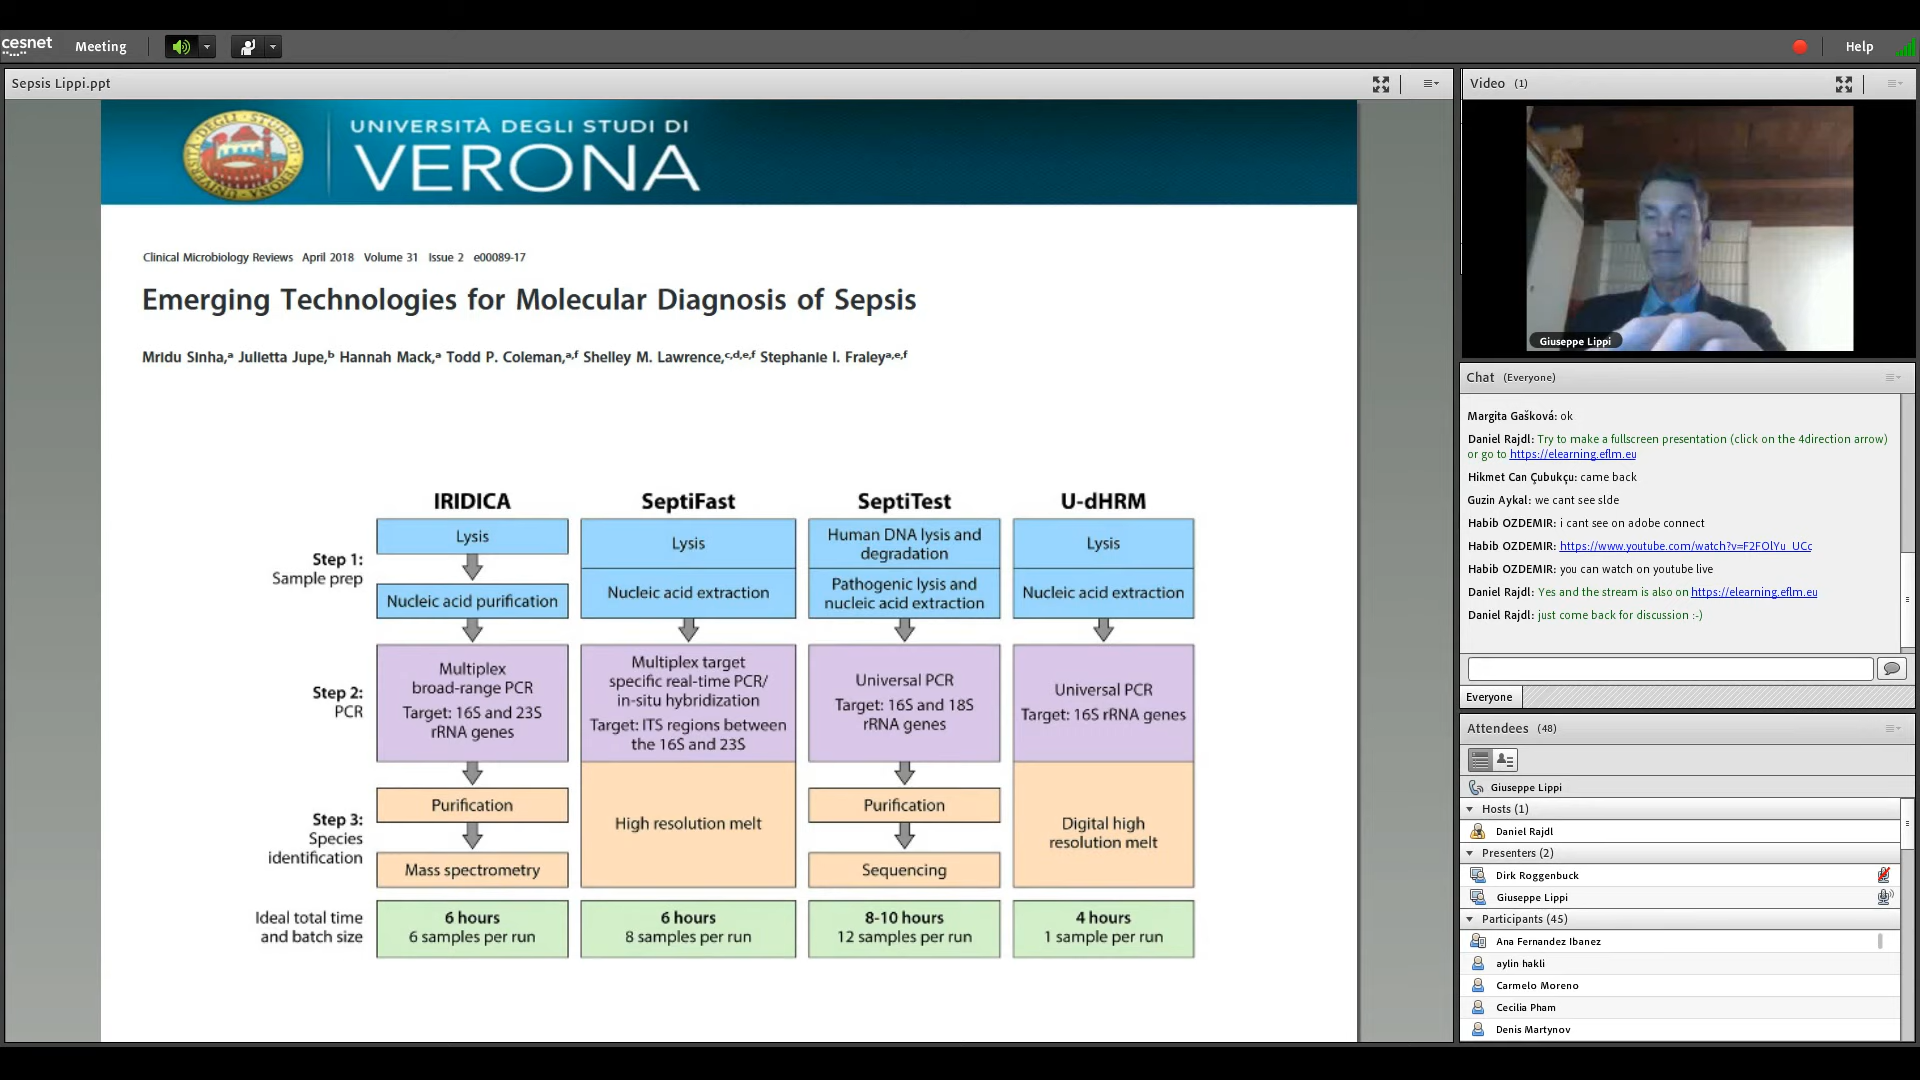 cesnet
Meeting
Help
Sepsis Lippi.ppt
UNIVERSITÀ DEGLI STUDI DI
VERONA
Clinical Microbiology Reviews April 2018 Volume 31 Issue 2 e00089-17
Emerging Technologies for Molecular Diagnosis of Sepsis
Mridu Sinha,a Julietta Jupe,b Hannah Mack,a Todd P. Coleman,a,f Shelley M. Lawrence,c,d,e,f Stephanie I. Fraleya,e,f
IRIDICA
SeptiFast
SeptiTest
U-dHRM
Step 1:
Sample prep
Lysis
Nucleic acid purification
Lysis
Nucleic acid extraction
Human DNA lysis and
degradation
Pathogenic lysis and
nucleic acid extraction
Lysis
Nucleic acid extraction
Step 2:
PCR
Multiplex
broad-range PCR
Target: 16S and 23S
rRNA genes
Multiplex target
specific real-time PCR/
in-situ hybridization
Target: ITS regions between
the 16S and 23S
Universal PCR
Target: 16S and 18S
rRNA genes
Universal PCR
Target: 16S rRNA genes
Step 3:
Species
identification
Purification
Mass spectrometry
High resolution melt
Purification
Sequencing
Digital high
resolution melt
Ideal total time
and batch size
6 hours
6 samples per run
6 hours
8 samples per run
8-10 hours
12 samples per run
4 hours
1 sample per run
Video (1)
Giuseppe Lippi
Chat (Everyone)
Margita Gašková: ok
Daniel Rajdl: Try to make a fullscreen presentation (click on the 4direction arrow)
or go to https://elearning.eflm.eu
Hikmet Can Çubukçu: came back
Guzin Aykal: we cant see slde
Habib OZDEMIR: i cant see on adobe connect
Habib OZDEMIR: https://www.youtube.com/watch?v=F2FOlYu_UCc
Habib OZDEMIR: you can watch on youtube live
Daniel Rajdl: Yes and the stream is also on https://elearning.eflm.eu
Daniel Rajdl: just come back for discussion :-)
Everyone
Attendees (48)
Giuseppe Lippi
Hosts (1)
Daniel Rajdl
Presenters (2)
Dirk Roggenbuck
Giuseppe Lippi
Participants (45)
Ana Fernandez Ibanez
aylin hakli
Carmelo Moreno
Cecilia Pham
Denis Martynov